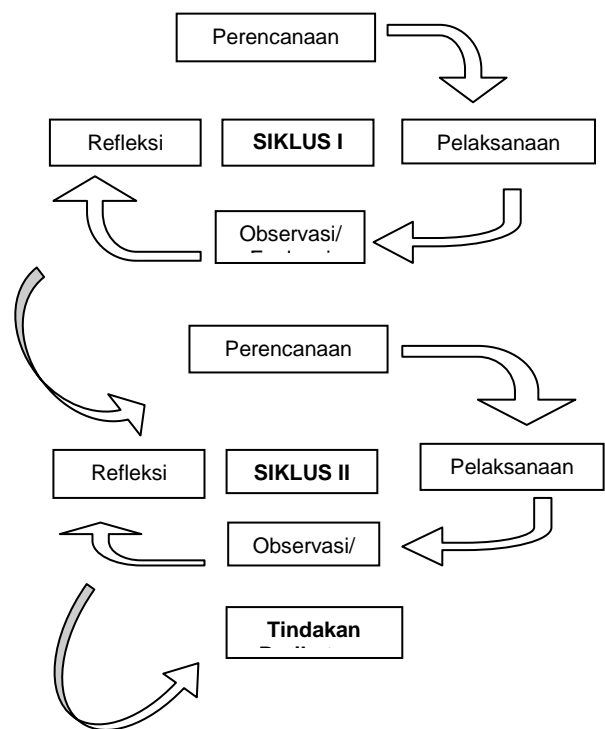 Perencanaan
Refleksi
SIKLUS I
Pelaksanaan
Observasi/
Perencanaan
Refleksi
SIKLUS II
Pelaksanaan
Observasi/
Tindakan